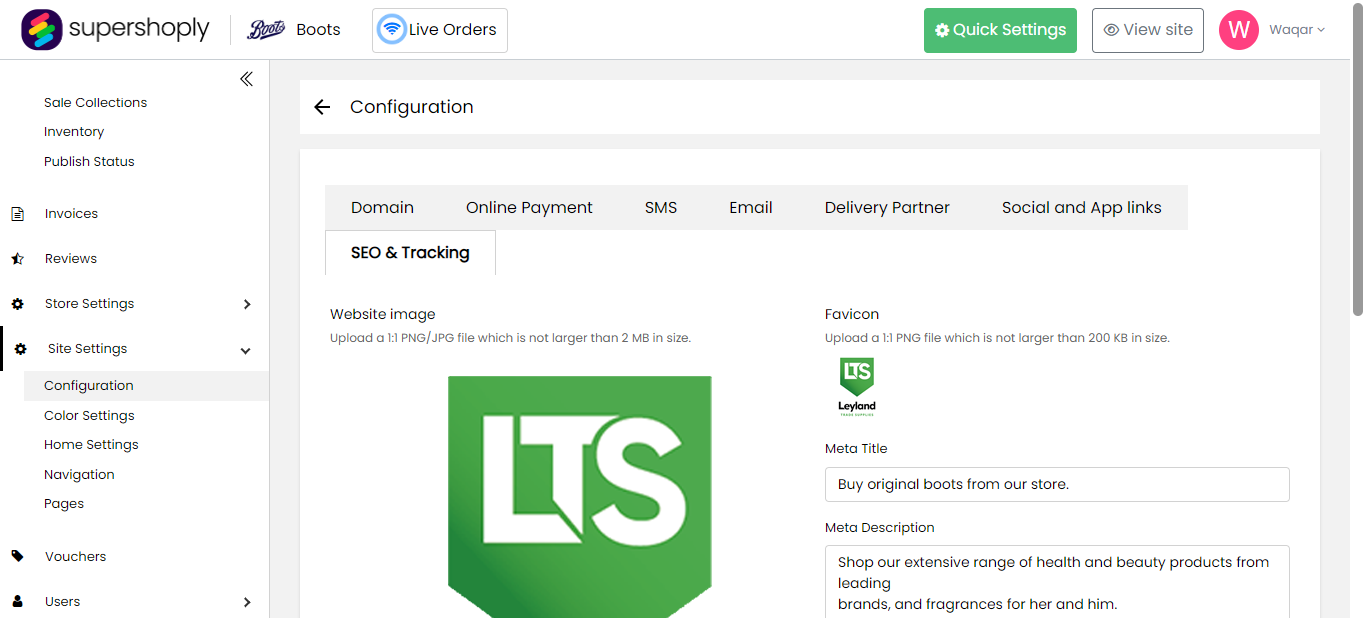 supershoply
Boots
Boots
Live Orders
Quick Settings
View site
W
Waqar
Sale Collections
Inventory
Publish Status
Invoices
Reviews
Store Settings
Site Settings
Configuration
Color Settings
Home Settings
Navigation
Pages
Vouchers
Users
Configuration
Domain
Online Payment
SMS
Email
Delivery Partner
Social and App links
SEO & Tracking
Website image
Upload a 1:1 PNG/JPG file which is not larger than 2 MB in size.
LTS
Favicon
Upload a 1:1 PNG file which is not larger than 200 KB in size.
LTS
Leyland
Meta Title
Buy original boots from our store.
Meta Description
Shop our extensive range of health and beauty products from
leading
brands, and fragrances for her and him.